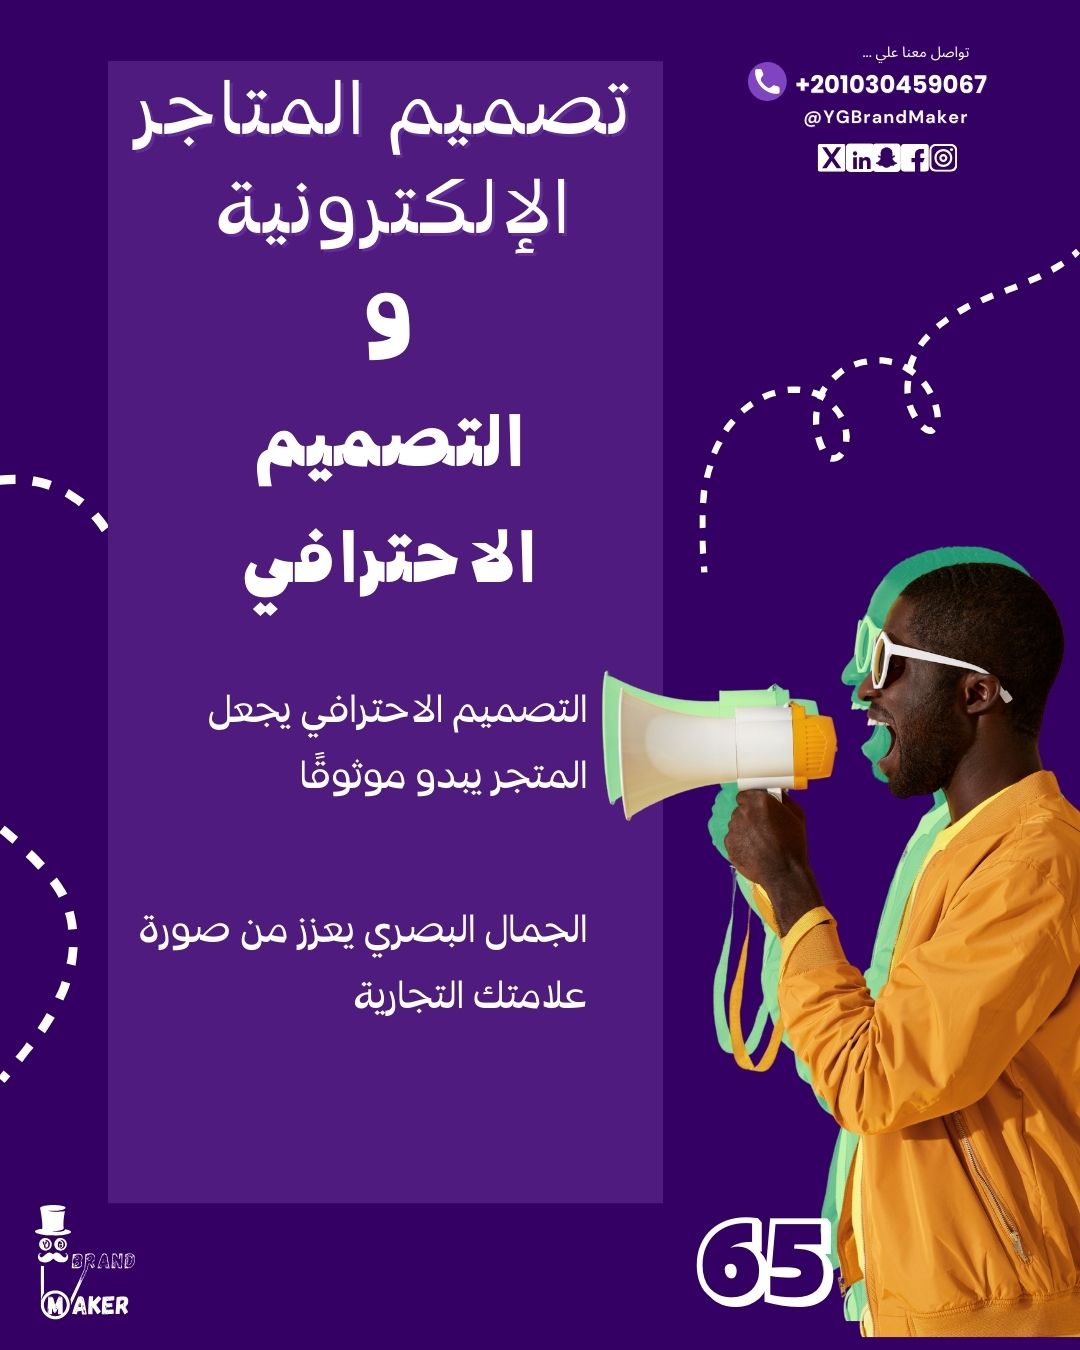 تواصل معنا علي ...
+201030459067
@YGBrandMaker
تصميم المتاجر
الإلكترونية
و
التصميم
الاحترافي
التصميم الاحترافي يجعل
المتجر يبدو موثوقًا
الجمال البصري يعزز من صورة
علامتك التجارية
65
BRAND
MAKER